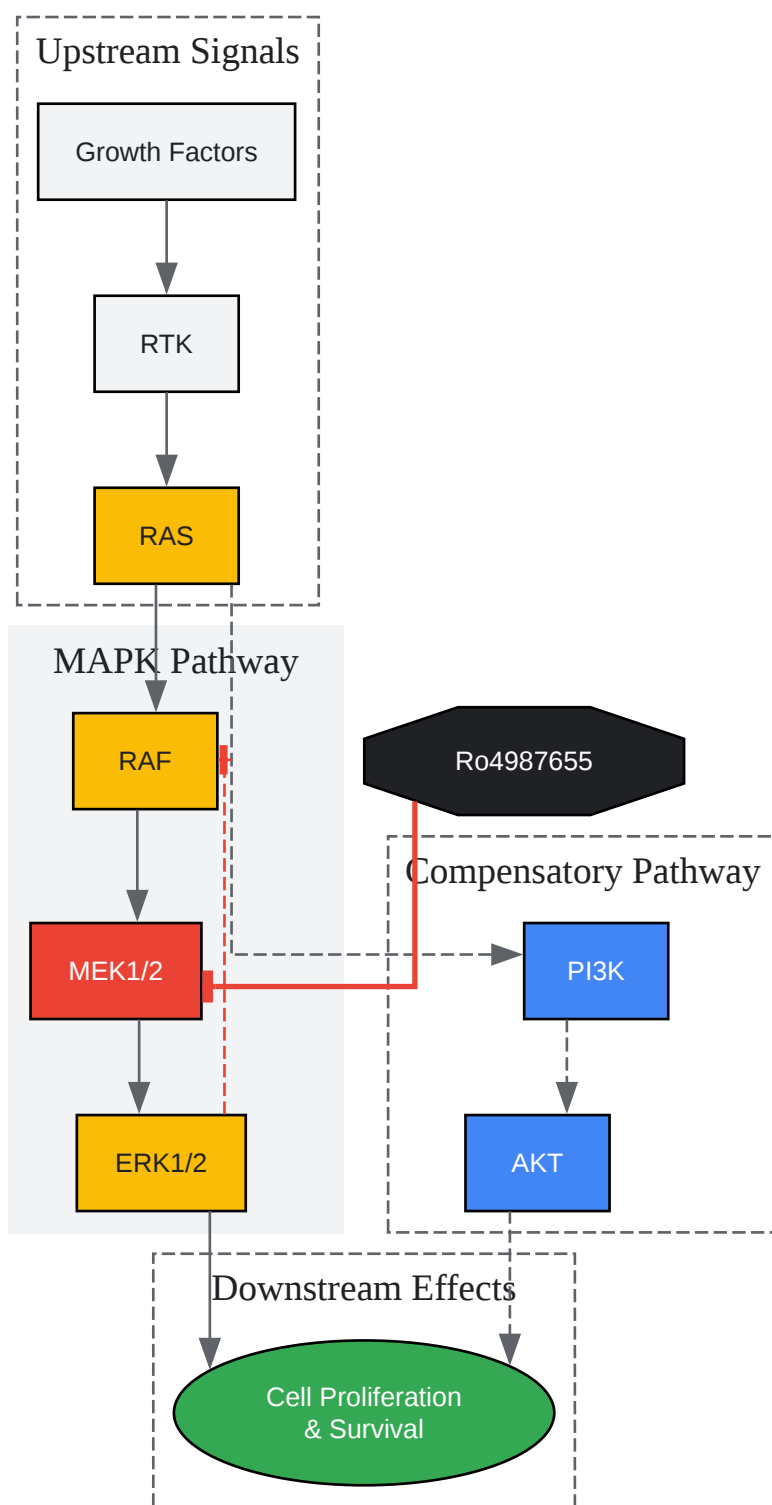 Upstream Signals
Growth Factors
RTK
RAS
MAPK Pathway
RAF
Ro4987655
Compensatory Pathway
MEK1/2
PI3K
ERK1/2
AKT
Downstream Effects
Cell Proliferation
& Survival